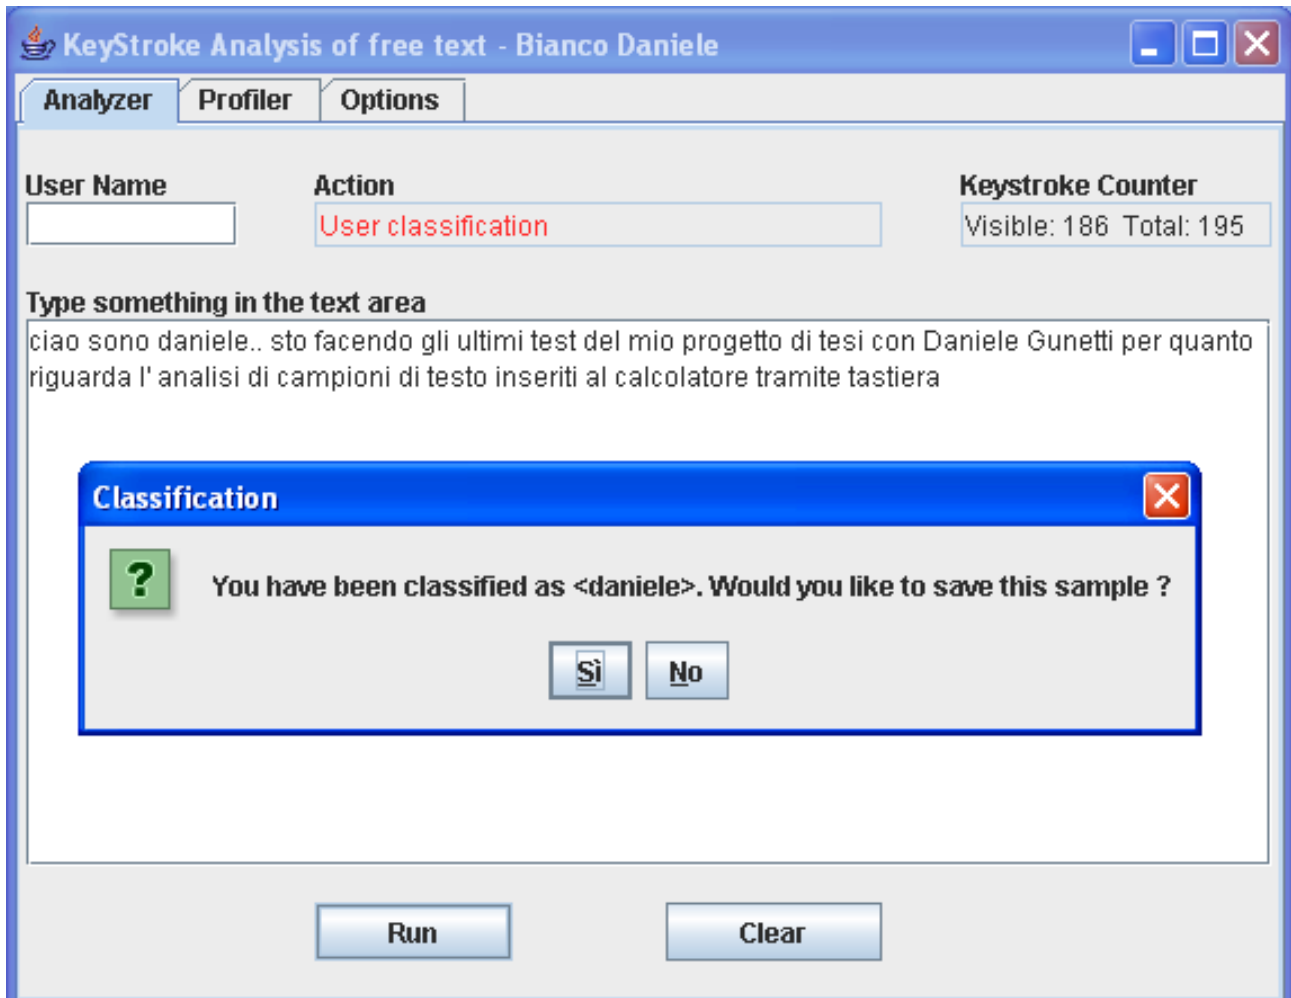 KeyStroke Analysis of free text - Bianco Daniele
Analyzer Profiler Options
User Name Action Keystroke Counter
User classification Visible: 186 Total: 195
Type something in the text area
ciao sono daniele.. sto facendo gli ultimi test del mio progetto di tesi con Daniele Gunetti per quanto
riguarda l' analisi di campioni di testo inseriti al calcolatore tramite tastiera
Classification
? You have been classified as <daniele>. Would you like to save this sample ?
Sì No
Run Clear